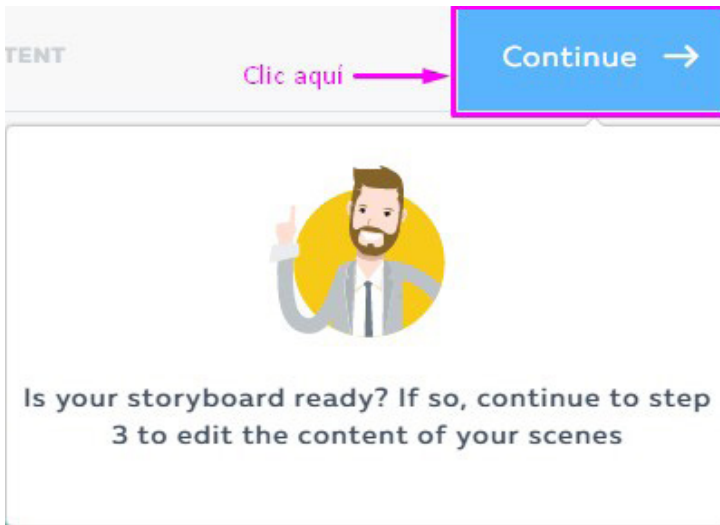 TENT
Continue →
Clic aquí
Is your storyboard ready? If so, continue to step
3 to edit the content of your scenes